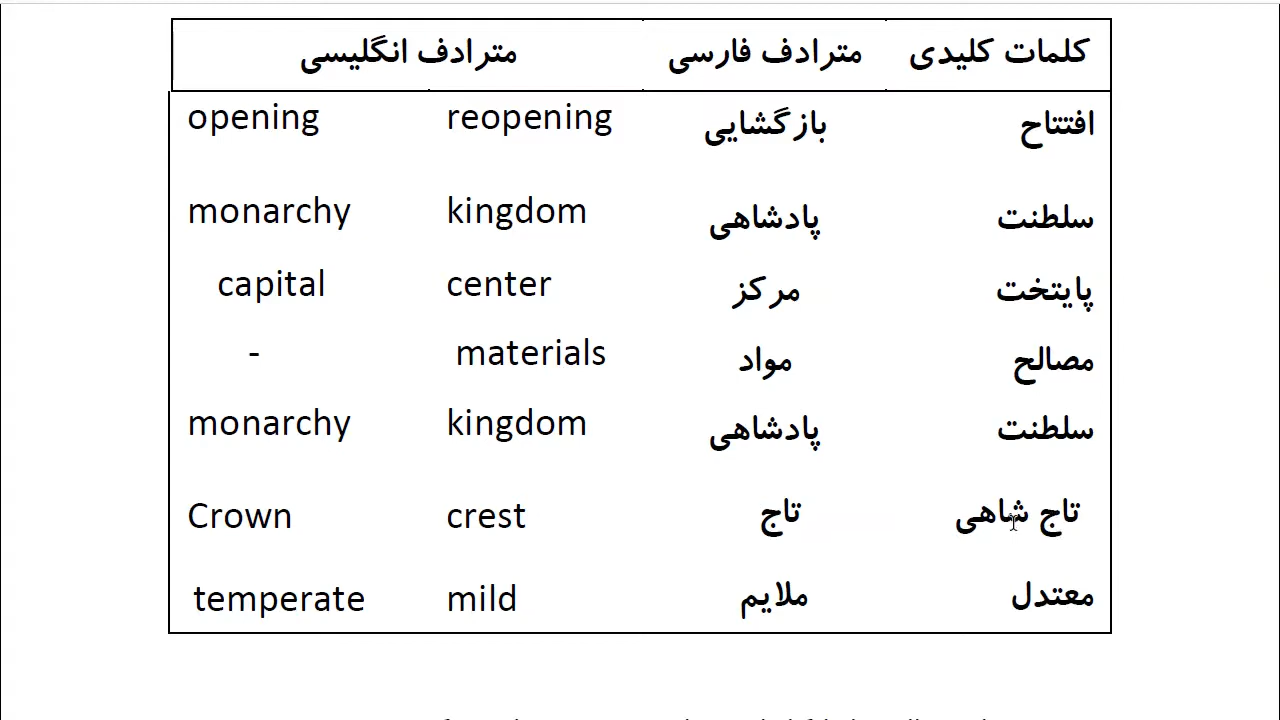 کلمات کلیدی مترادف فارسی مترادف انگلیسی
افتتاح بازگشایی reopening opening
سلطنت پادشاهی kingdom monarchy
پایتخت مرکز center capital
مصالح مواد materials -
سلطنت پادشاهی kingdom monarchy
تاج شاهی تاج crest Crown
معتدل ملایم mild temperate